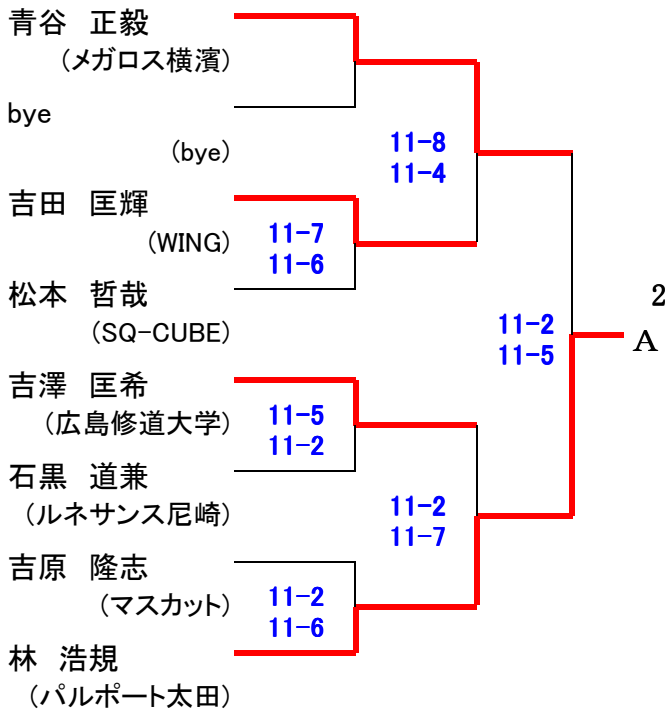 青谷 正毅
(メガロス横濱)
bye
(bye)
11-8
11-4
吉田 匡輝
(WING)
11-7
11-6
松本 哲哉
(SQ-CUBE)
2
11-2
A
11-5
吉澤 匡希
(広島修道大学)
11-5
11-2
石黒 道兼
(ルネサンス尼崎)
11-2
11-7
吉原 隆志
(マスカット)
11-2
11-6
林 浩規
(パルポート太田)